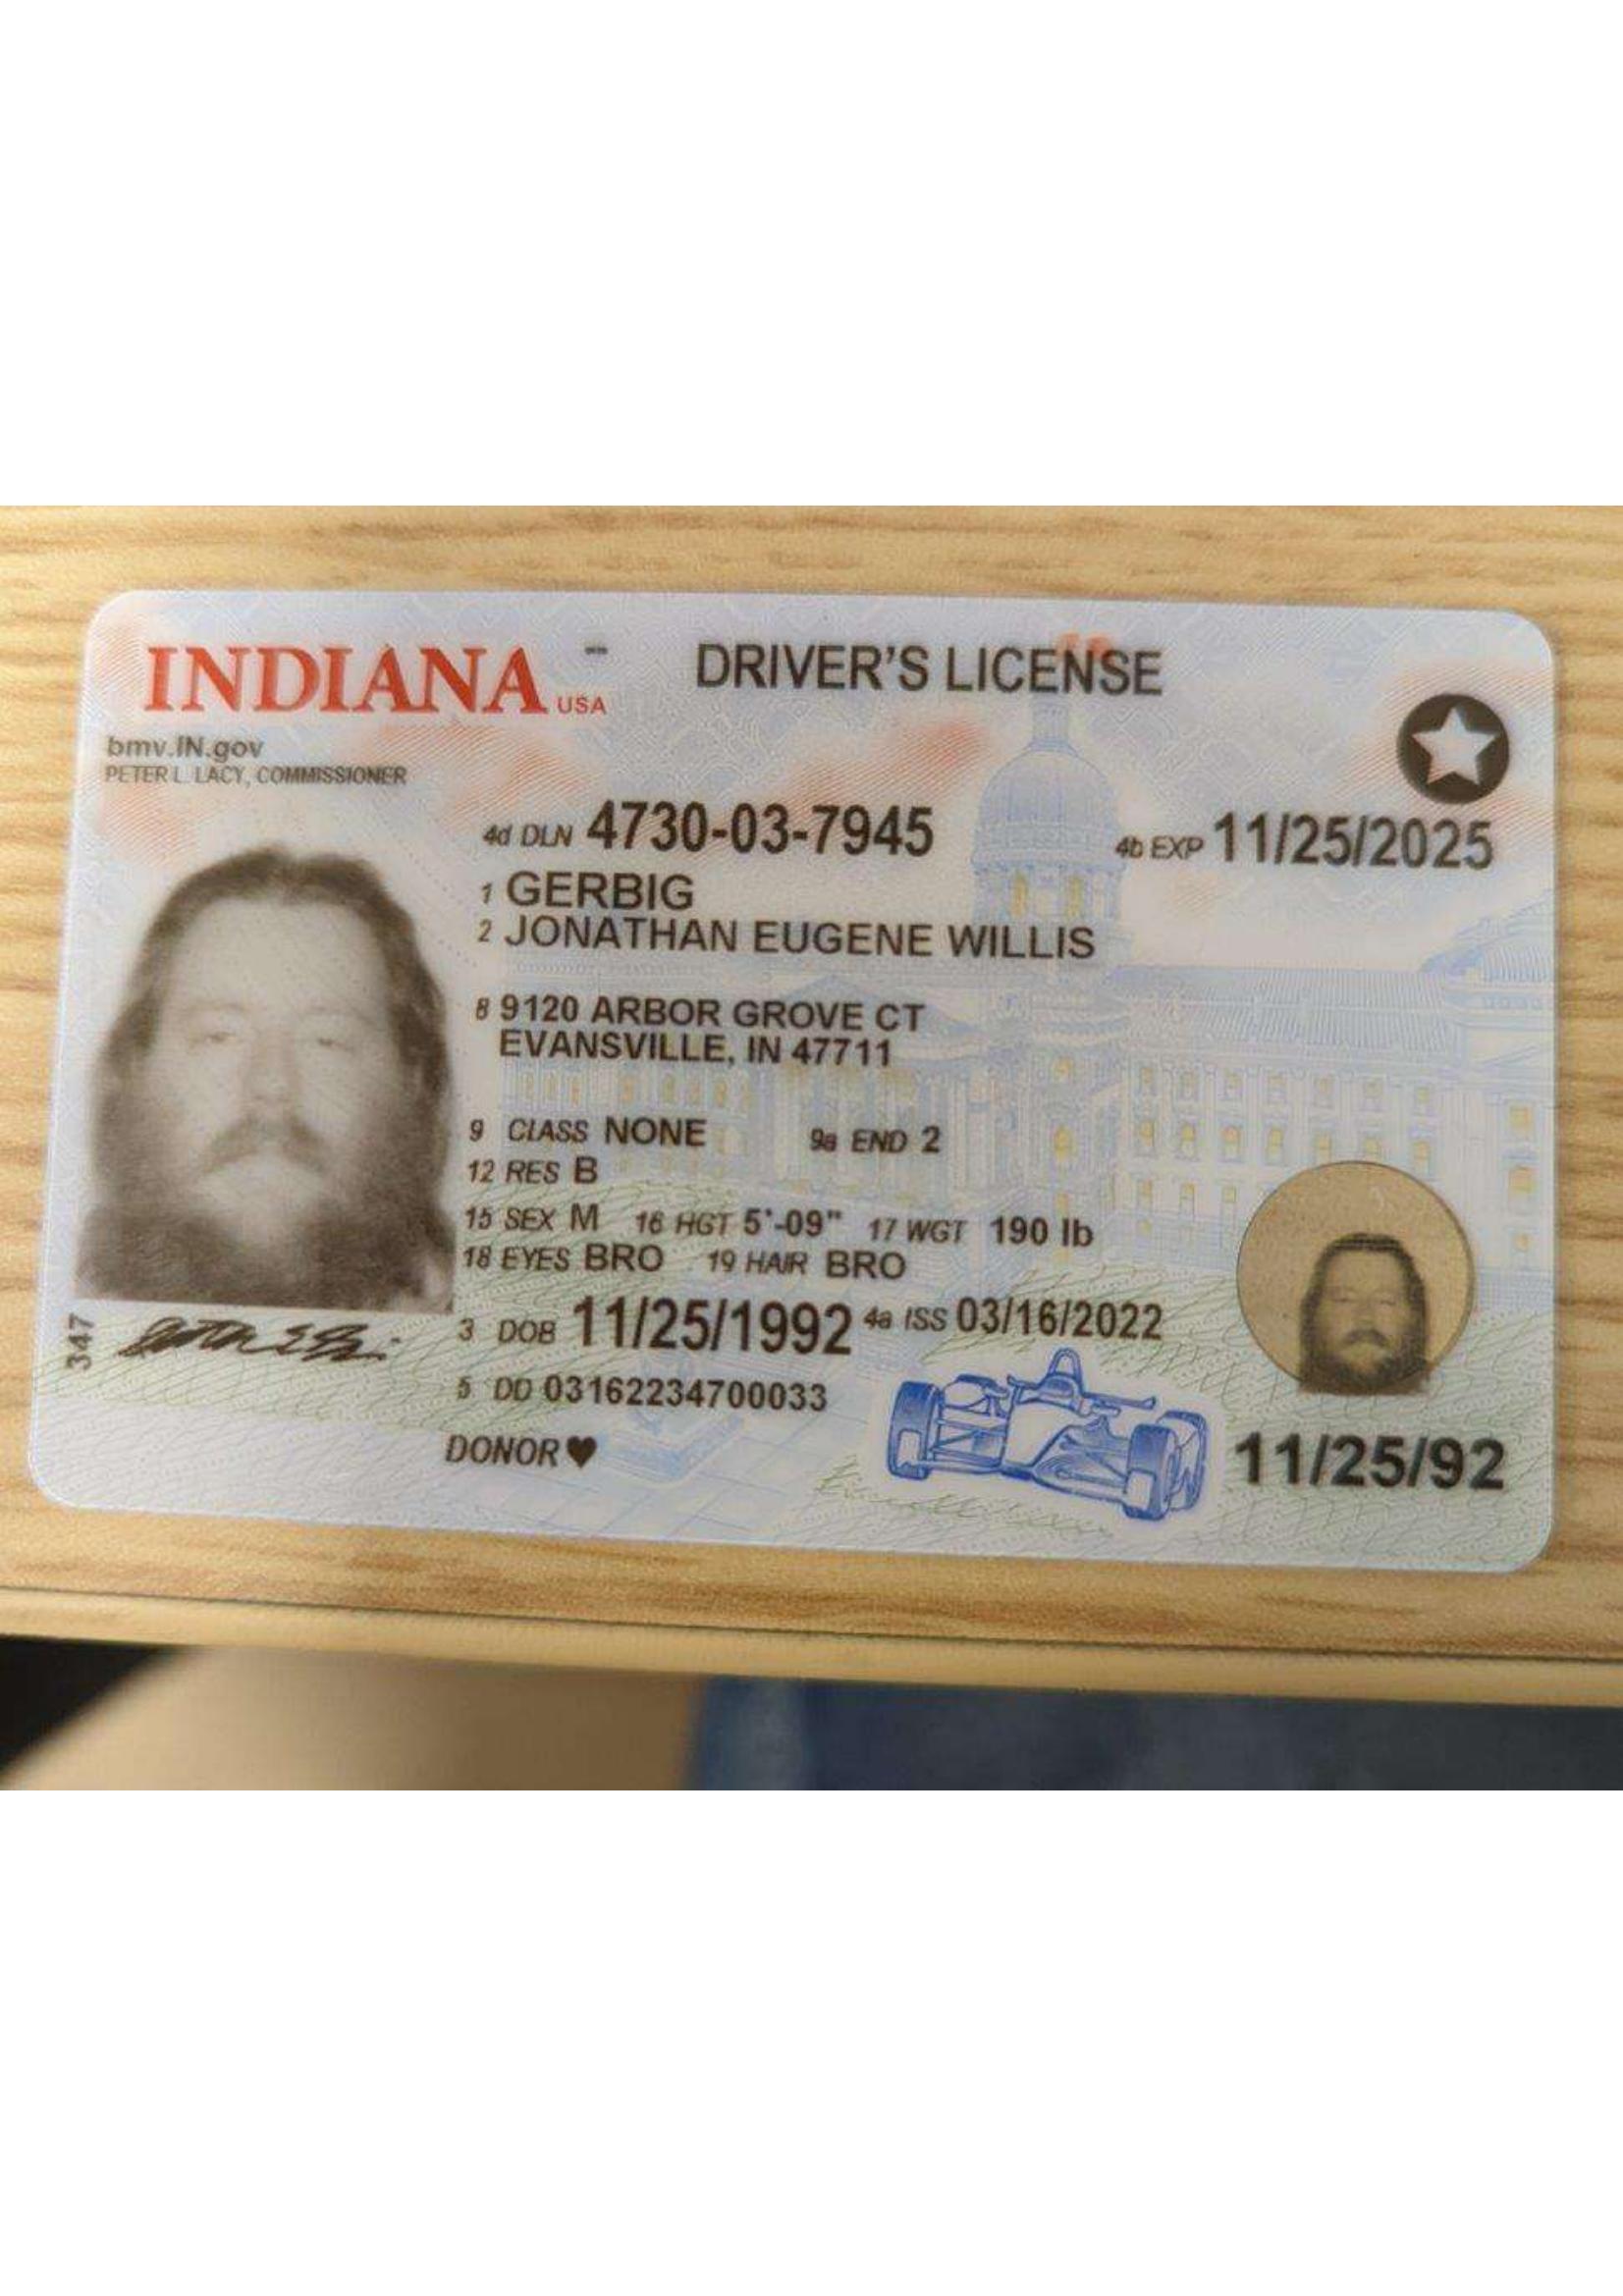 INDIANA USA DRIVER'S LICENSE
bmv.IN.gov
PETER L. LACY, COMMISSIONER
4d DLN 4730-03-7945 4b EXP 11/25/2025
1 GERBIG
2 JONATHAN EUGENE WILLIS
8 9120 ARBOR GROVE CT
EVANSVILLE, IN 47711
9 CLASS NONE 9a END 2
12 RES B
15 SEX M 16 HGT 5'-09" 17 WGT 190 lb
18 EYES BRO 19 HAIR BRO
3 DOB 11/25/1992 4a ISS 03/16/2022
347
5 DD 03162234700033
DONOR
11/25/92